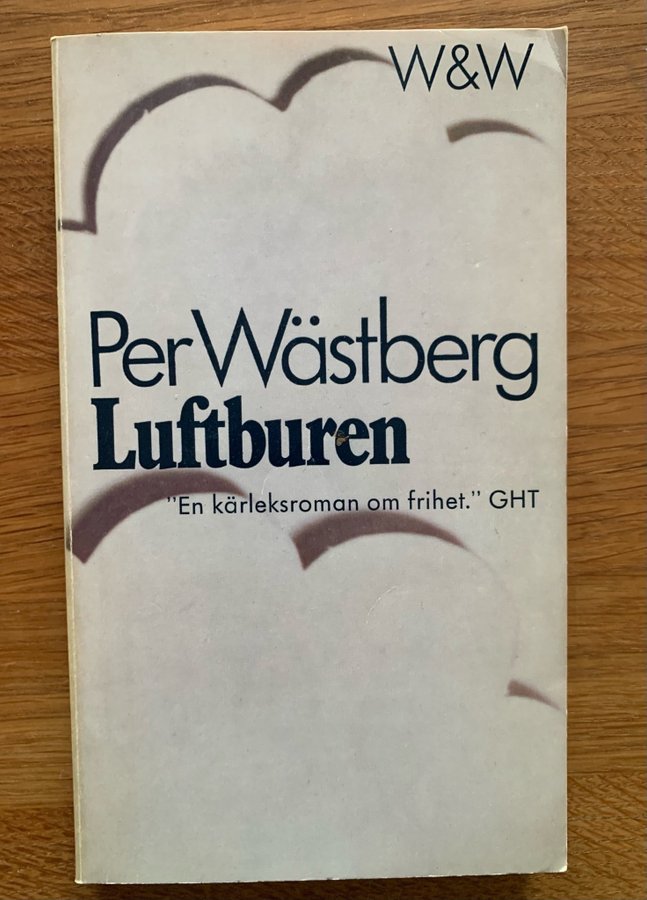 W&W
Per Wästberg
Luftburen
"En kärleksroman om frihet." GHT